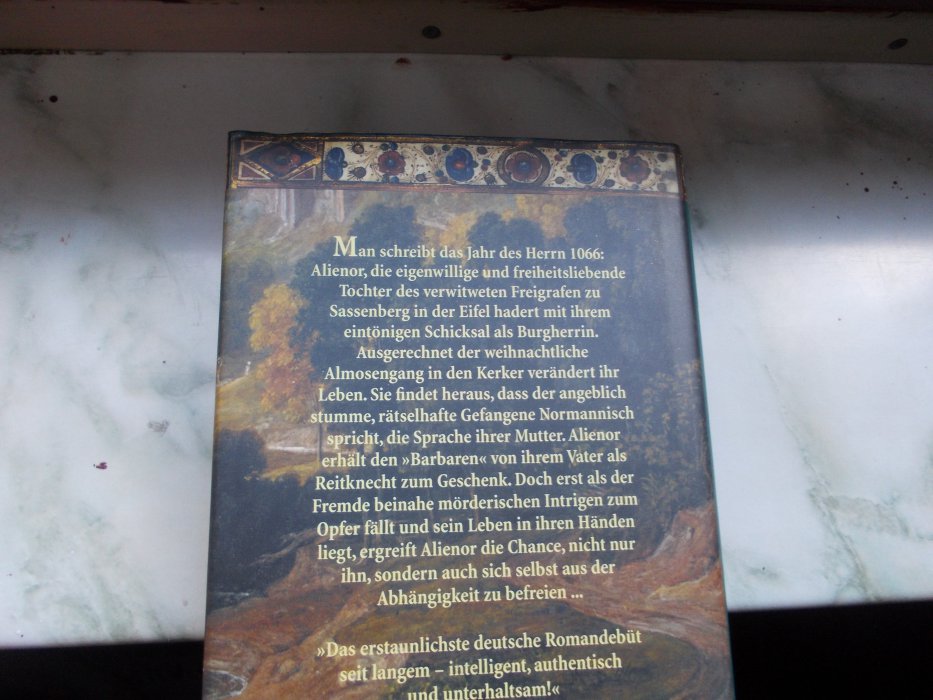 Man schreibt das Jahr des Herrn 1066:
Alienor, die eigenwillige und freiheitsliebende
Tochter des verwitweten Freigrafen zu
Sassenberg in der Eifel hadert mit ihrem
eintönigen Schicksal als Burgherrin.
Ausgerechnet der weihnachtliche
Almosengang in den Kerker verändert ihr
Leben. Sie findet heraus, dass der angeblich
stumme, rätselhafte Gefangene Normannisch
spricht, die Sprache ihrer Mutter. Alienor
erhält den »Barbaren« von ihrem Vater als
Reitknecht zum Geschenk. Doch erst als der
Fremde beinahe mörderischen Intrigen zum
Opfer fällt und sein Leben in ihren Händen
liegt, ergreift Alienor die Chance, nicht nur
ihn, sondern auch sich selbst aus der
Abhängigkeit zu befreien ...
»Das erstaunlichste deutsche Romandebüt
seit langem – intelligent, authentisch
und unterhaltsam!«